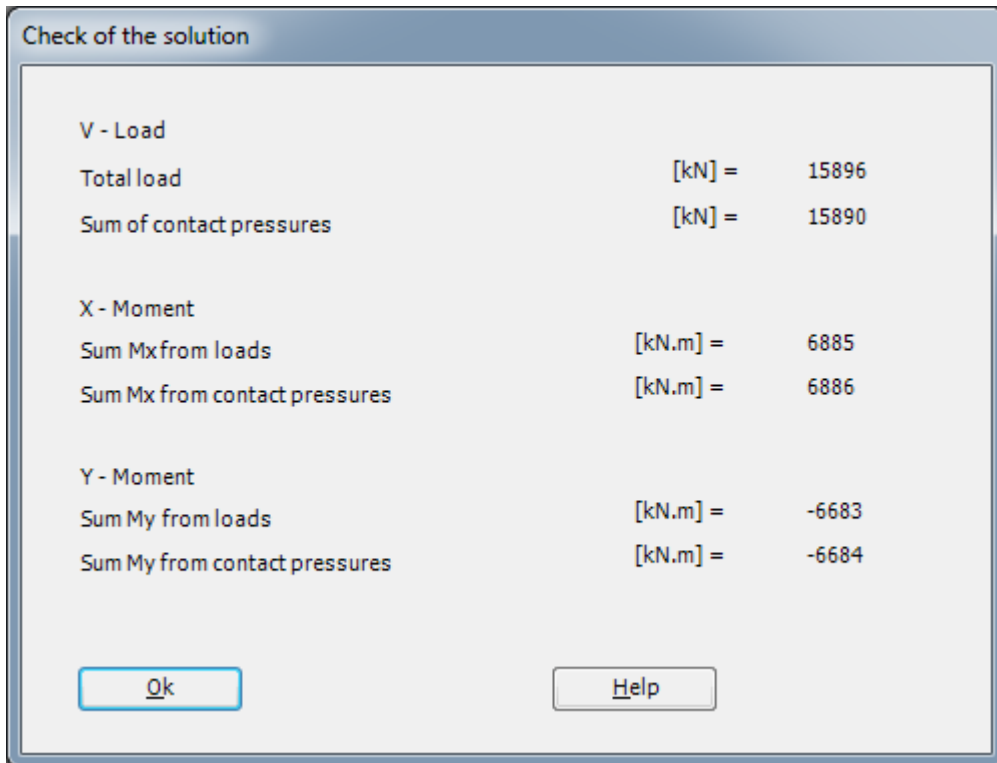 Check of the solution
V - Load
Total load [kN] = 15896
Sum of contact pressures [kN] = 15890
X - Moment
Sum Mx from loads [kN.m] = 6885
Sum Mx from contact pressures [kN.m] = 6886
Y - Moment
Sum My from loads [kN.m] = -6683
Sum My from contact pressures [kN.m] = -6684
Ok Help